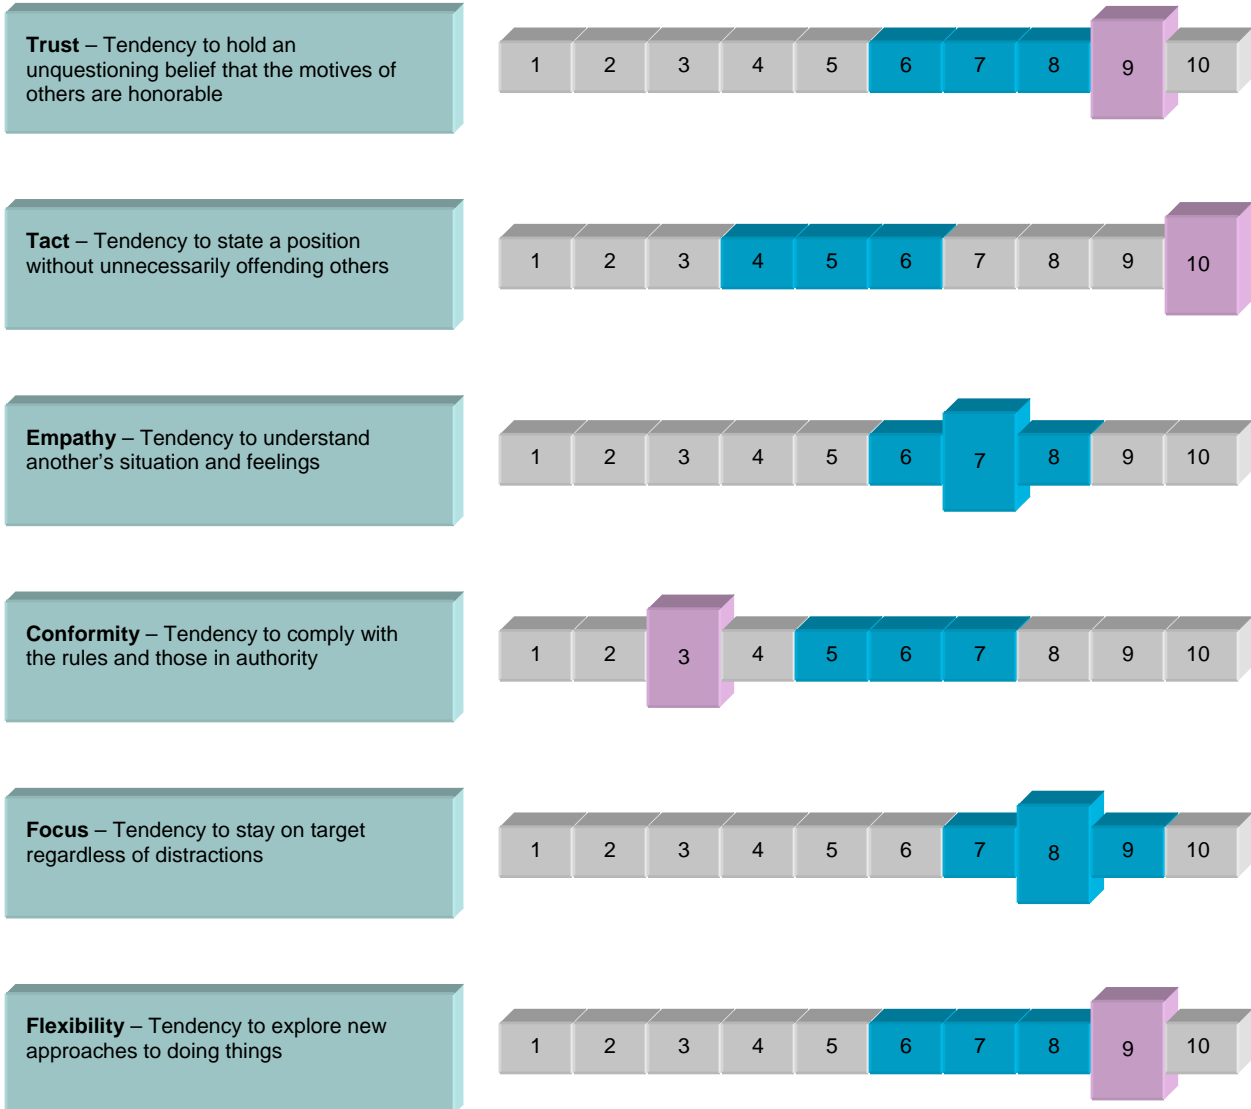 Trust – Tendency to hold an
unquestioning belief that the motives of
others are honorable
1 2 3 4 5 6 7 8 9 10
Tact – Tendency to state a position
without unnecessarily offending others
1 2 3 4 5 6 7 8 9 10
Empathy – Tendency to understand
another’s situation and feelings
1 2 3 4 5 6 7 8 9 10
Conformity – Tendency to comply with
the rules and those in authority
1 2 3 4 5 6 7 8 9 10
Focus – Tendency to stay on target
regardless of distractions
1 2 3 4 5 6 7 8 9 10
Flexibility – Tendency to explore new
approaches to doing things
1 2 3 4 5 6 7 8 9 10